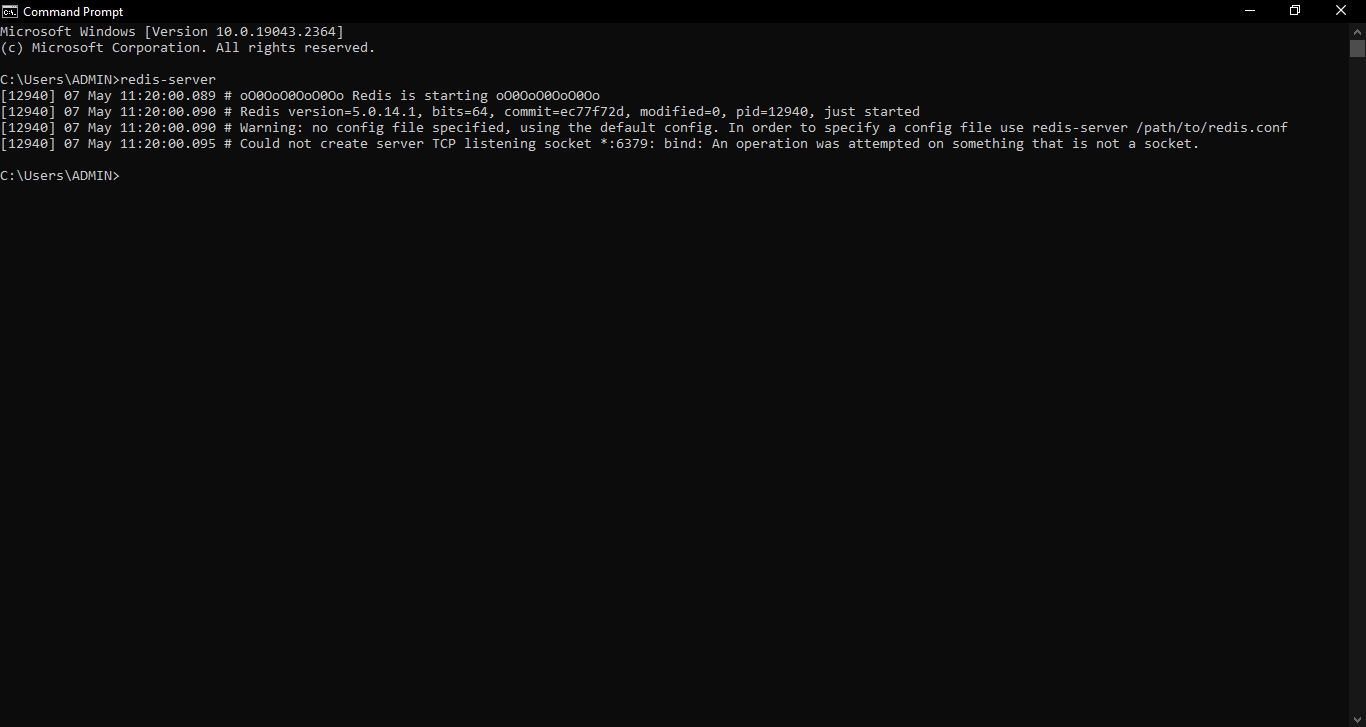 Command Prompt
Microsoft Windows [Version 10.0.19043.2364]
(c) Microsoft Corporation. All rights reserved.
C:\Users\ADMIN>redis-server
[12940] 07 May 11:20:00.089 # oO0OoO0OoO0Oo Redis is starting oO0OoO0OoO0Oo
[12940] 07 May 11:20:00.090 # Redis version=5.0.14.1, bits=64, commit=ec77f72d, modified=0, pid=12940, just started
[12940] 07 May 11:20:00.090 # Warning: no config file specified, using the default config. In order to specify a config file use redis-server /path/to/redis.conf
[12940] 07 May 11:20:00.095 # Could not create server TCP listening socket *:6379: bind: An operation was attempted on something that is not a socket.
C:\Users\ADMIN>